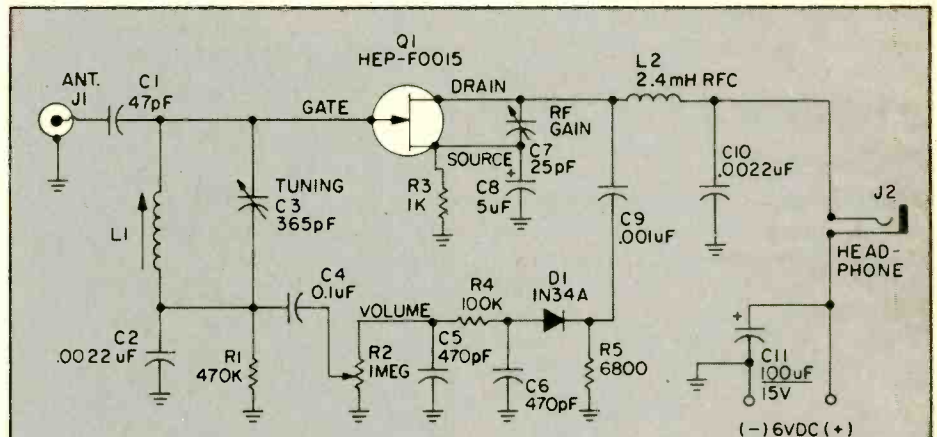 Q1
HEP-F0015
ANT.
J1
C1
47pF
GATE
DRAIN
SOURCE
RF
GAIN
C7
25pF
L2
2.4mH RFC
C10
.0022uF
J2
HEAD-
PHONE
L1
TUNING
C3
365pF
R3
1K
C8
+
5uF
C9
.001uF
C4
0.1uF
VOLUME
R4
100K
D1
1N34A
C2
.0022uF
R1
470K
R2
1MEG
C5
470pF
C6
470pF
R5
6800
+
C11
100uF
15V
(-) 6VDC (+)